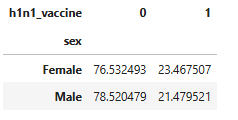 h1n1_vaccine 0 1
sex
Female 76.532493 23.467507
Male 78.520479 21.479521